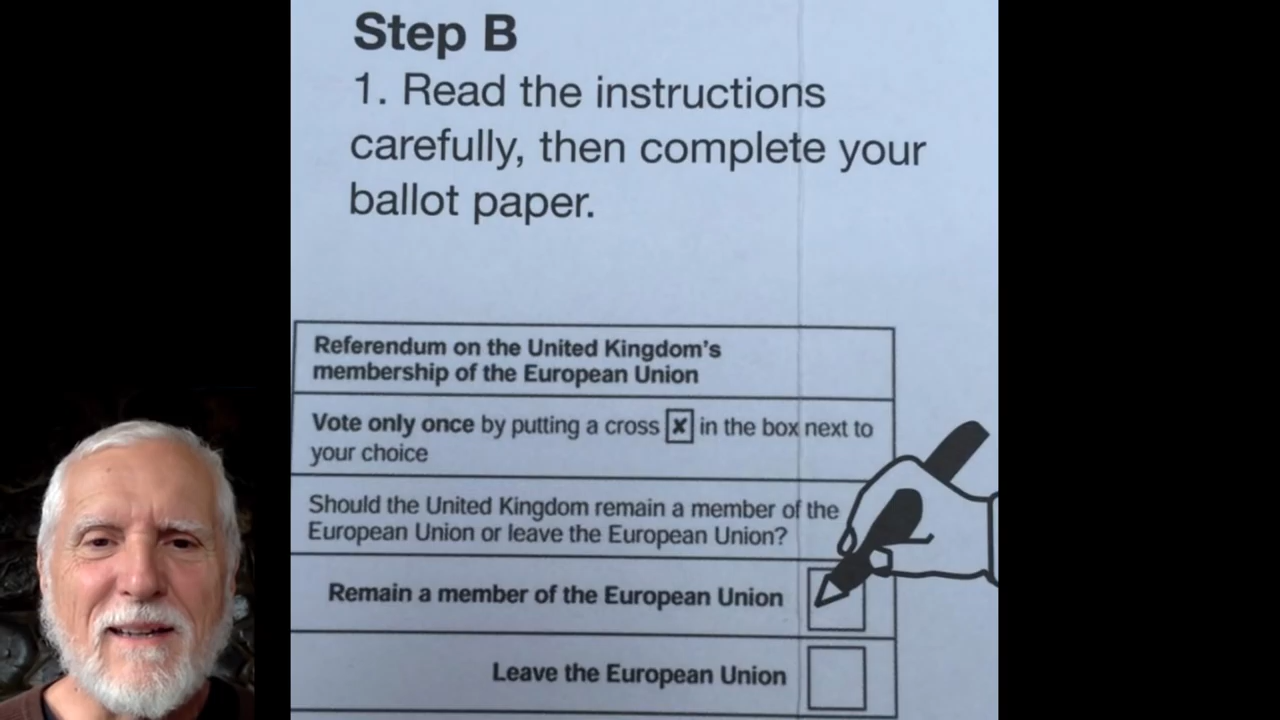 Step B
1. Read the instructions
carefully, then complete your
ballot paper.
Referendum on the United Kingdom's
membership of the European Union
Vote only once by putting a cross ☒ in the box next to
your choice
Should the United Kingdom remain a member of the
European Union or leave the European Union?
Remain a member of the European Union
Leave the European Union